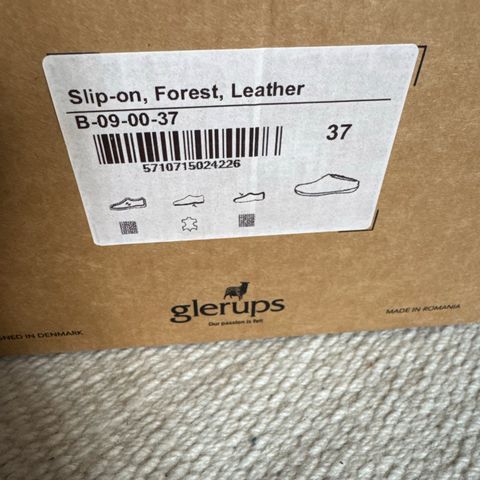 Slip-on, Forest, Leather
B-09-00-37
37
5710715024226
glerups
Our passion is felt
MADE IN ROMANIA
IN DENMARK